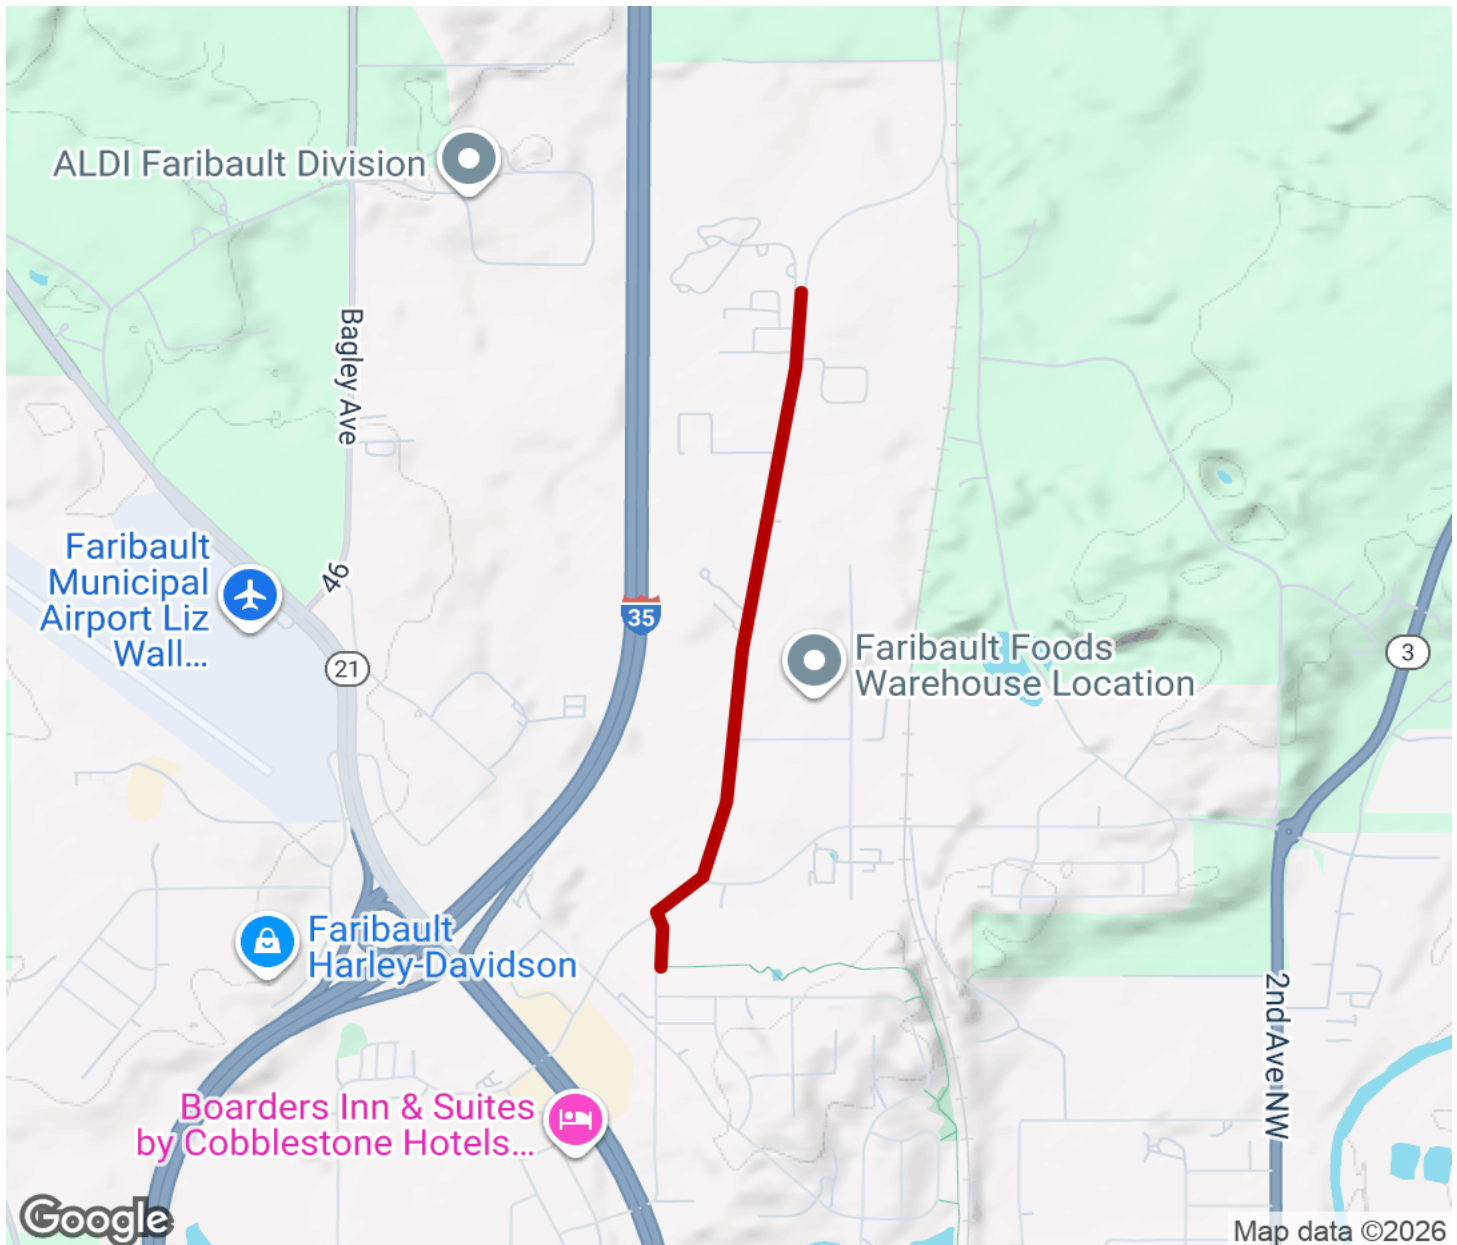 ALDI Faribault Division
Bagley Ave
46
Faribault
Municipal
Airport Liz
Wall...
21
35
Faribault Foods
Warehouse Location
3
Faribault
Harley-Davidson
2nd Ave NW
Boarders Inn & Suites
by Cobblestone Hotels...
Google
Map data ©2026